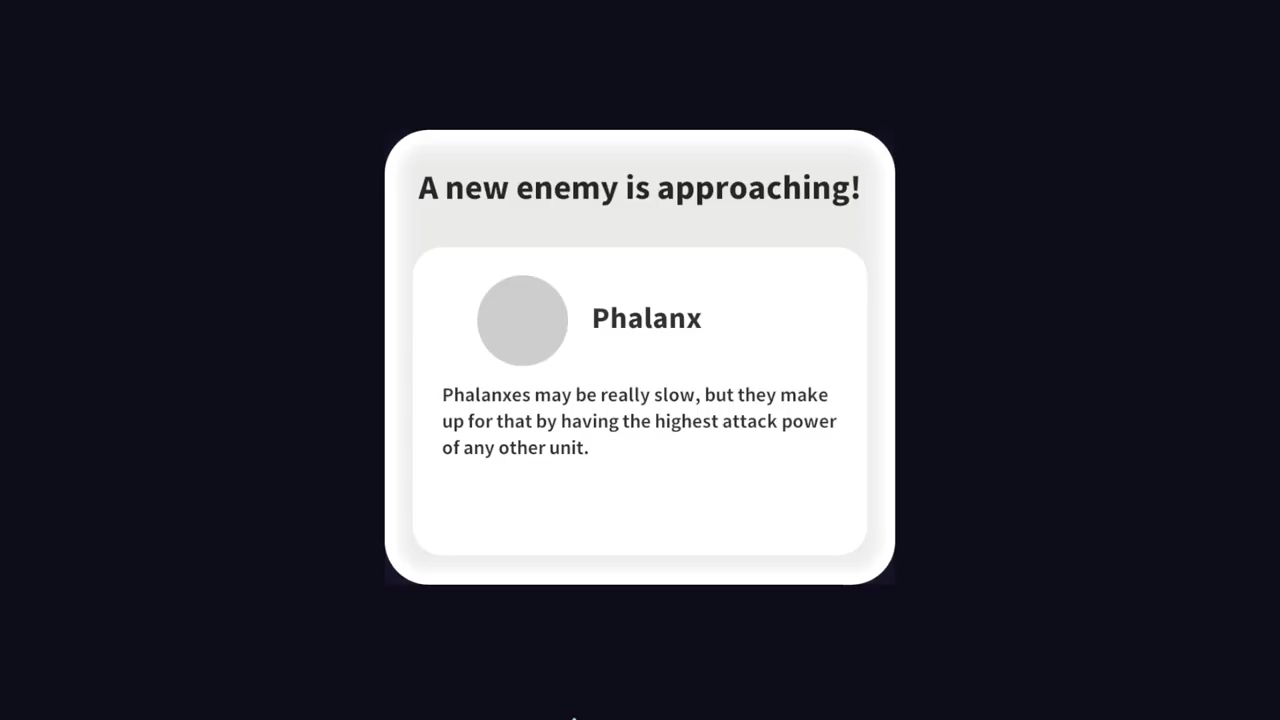 A new enemy is approaching!
Phalanx
Phalanxes may be really slow, but they make
up for that by having the highest attack power
of any other unit.